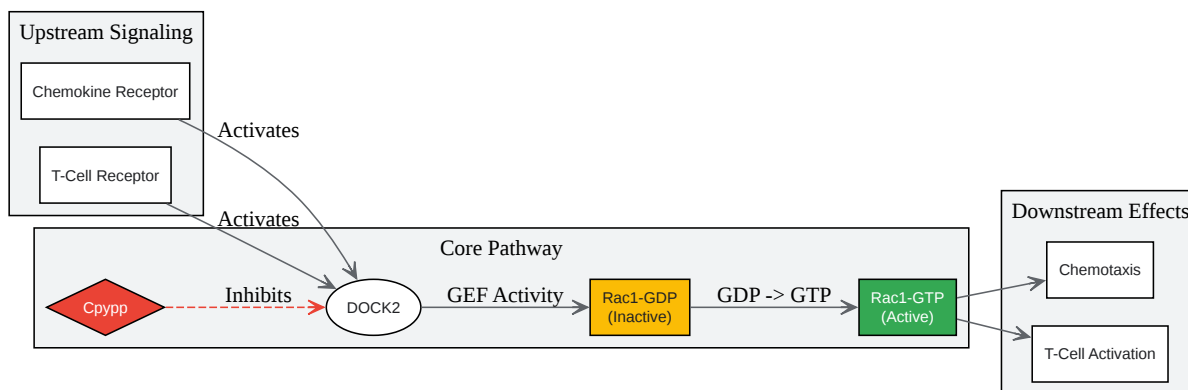 Upstream Signaling
Chemokine Receptor
Activates
T-Cell Receptor
Activates
Downstream Effects
Core Pathway
Chemotaxis
Cpypp
Inhibits
DOCK2
GEF Activity
Rac1-GDP
(Inactive)
GDP -> GTP
Rac1-GTP
(Active)
T-Cell Activation